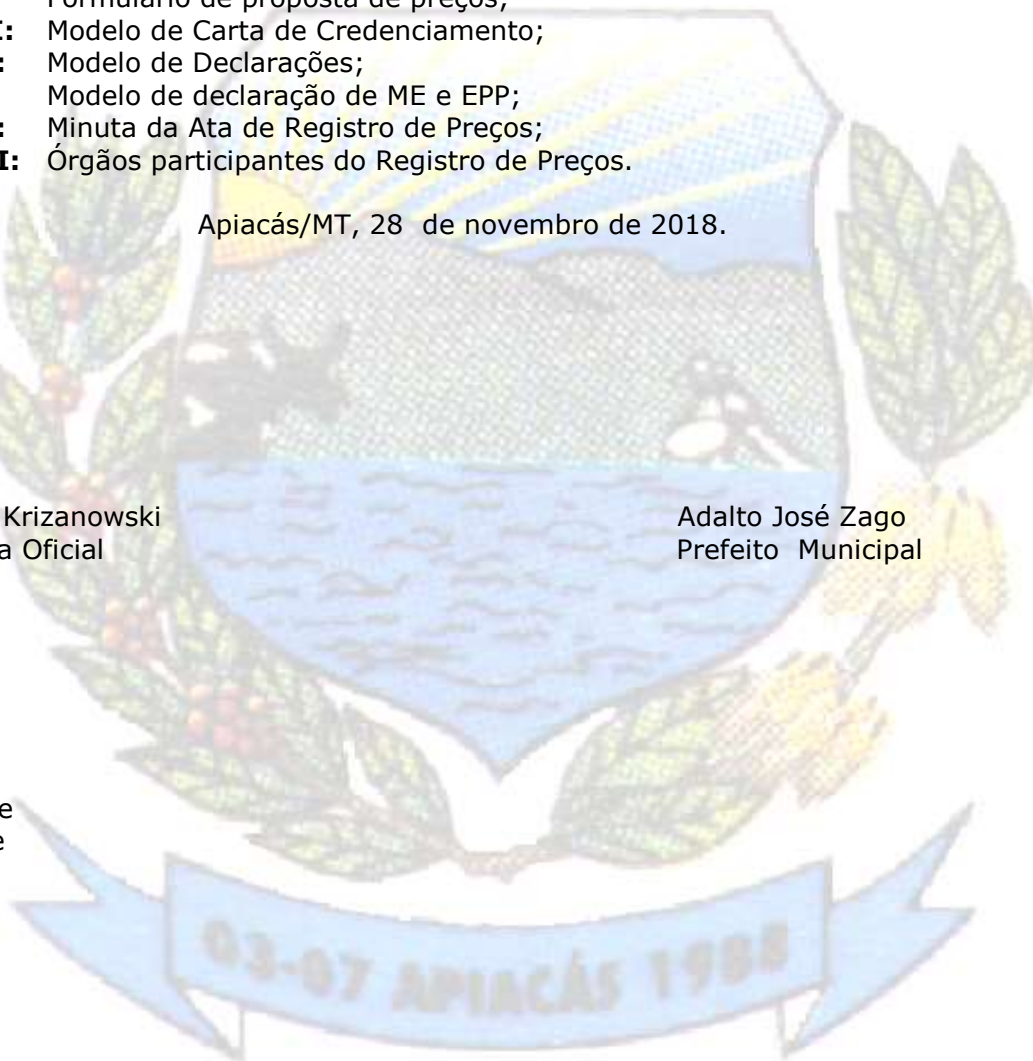 Formulário de proposta de preços;
I: Modelo de Carta de Credenciamento;
: Modelo de Declarações;
Modelo de declaração de ME e EPP;
: Minuta da Ata de Registro de Preços;
I: Órgãos participantes do Registro de Preços.
Apiacás/MT, 28 de novembro de 2018.
Krizanowski
a Oficial
Adalto José Zago
Prefeito Municipal
e
e
03-07 APIACÁS 1988